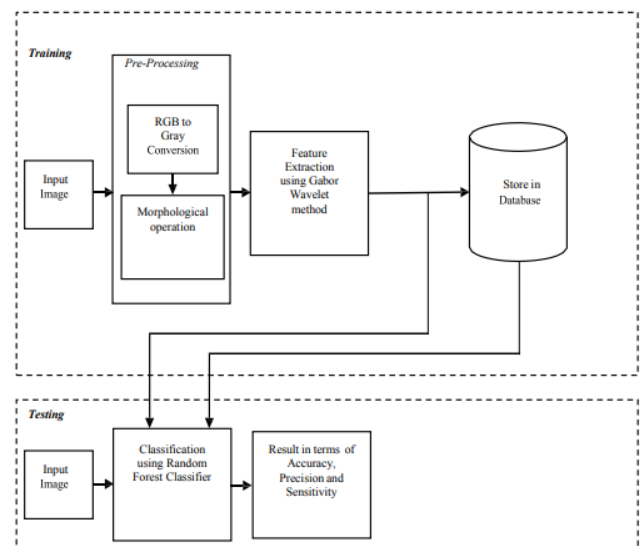 Training
Pre-Processing
RGB to
Gray
Conversion
Morphological
operation
Input
Image
Feature
Extraction
using Gabor
Wavelet
method
Store in
Database
Testing
Input
Image
Classification
using Random
Forest Classifier
Result in terms of
Accuracy,
Precision and
Sensitivity